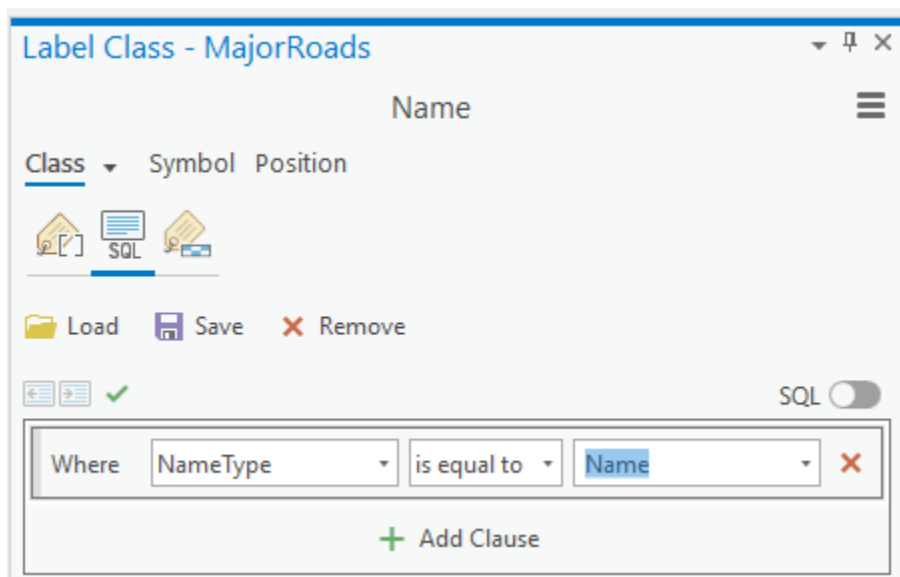 Label Class - MajorRoads
Name
Class Symbol Position
SQL
Load Save Remove
SQL
Where NameType is equal to Name
Add Clause